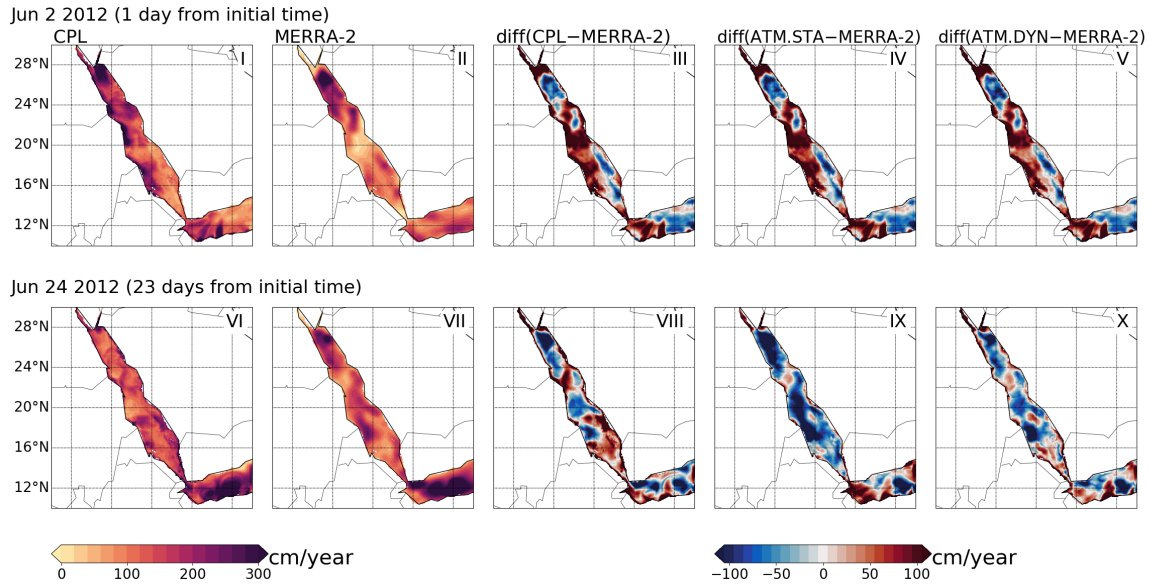 Jun 2 2012 (1 day from initial time)
CPL MERRA-2 diff(CPL−MERRA-2) diff(ATM.STA−MERRA-2) diff(ATM.DYN−MERRA-2)
I II III IV V
28°N
24°N
20°N
16°N
12°N
Jun 24 2012 (23 days from initial time)
VI VII VIII IX X
28°N
24°N
20°N
16°N
12°N
cm/year cm/year
0 100 200 300 −100 −50 0 50 100